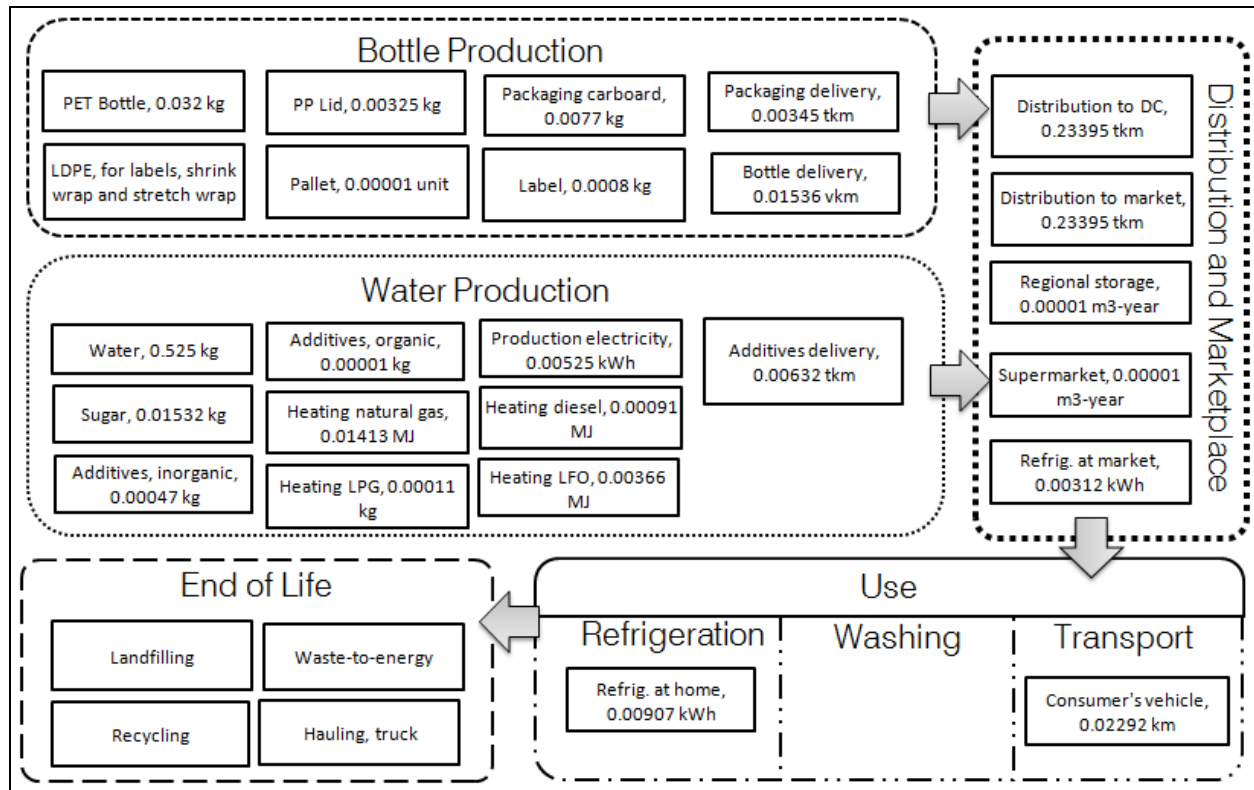 Bottle Production
PET Bottle, 0.032 kg
PP Lid, 0.00325 kg
Packaging carboard,
0.0077 kg
Packaging delivery,
0.00345 tkm
LDPE, for labels, shrink
wrap and stretch wrap
Pallet, 0.00001 unit
Label, 0.0008 kg
Bottle delivery,
0.01536 vkm
Water Production
Water, 0.525 kg
Additives, organic,
0.00001 kg
Production electricity,
0.00525 kWh
Additives delivery,
0.00632 tkm
Sugar, 0.01532 kg
Heating natural gas,
0.01413 MJ
Heating diesel, 0.00091
MJ
Additives, inorganic,
0.00047 kg
Heating LPG, 0.00011
kg
Heating LFO, 0.00366
MJ
Distribution and Marketplace
Distribution to DC,
0.23395 tkm
Distribution to market,
0.23395 tkm
Regional storage,
0.00001 m3-year
Supermarket, 0.00001
m3-year
Refrig. at market,
0.00312 kWh
Use
Refrigeration
Refrig. at home,
0.00907 kWh
Washing
Transport
Consumer's vehicle,
0.02292 km
End of Life
Landfilling
Waste-to-energy
Recycling
Hauling, truck